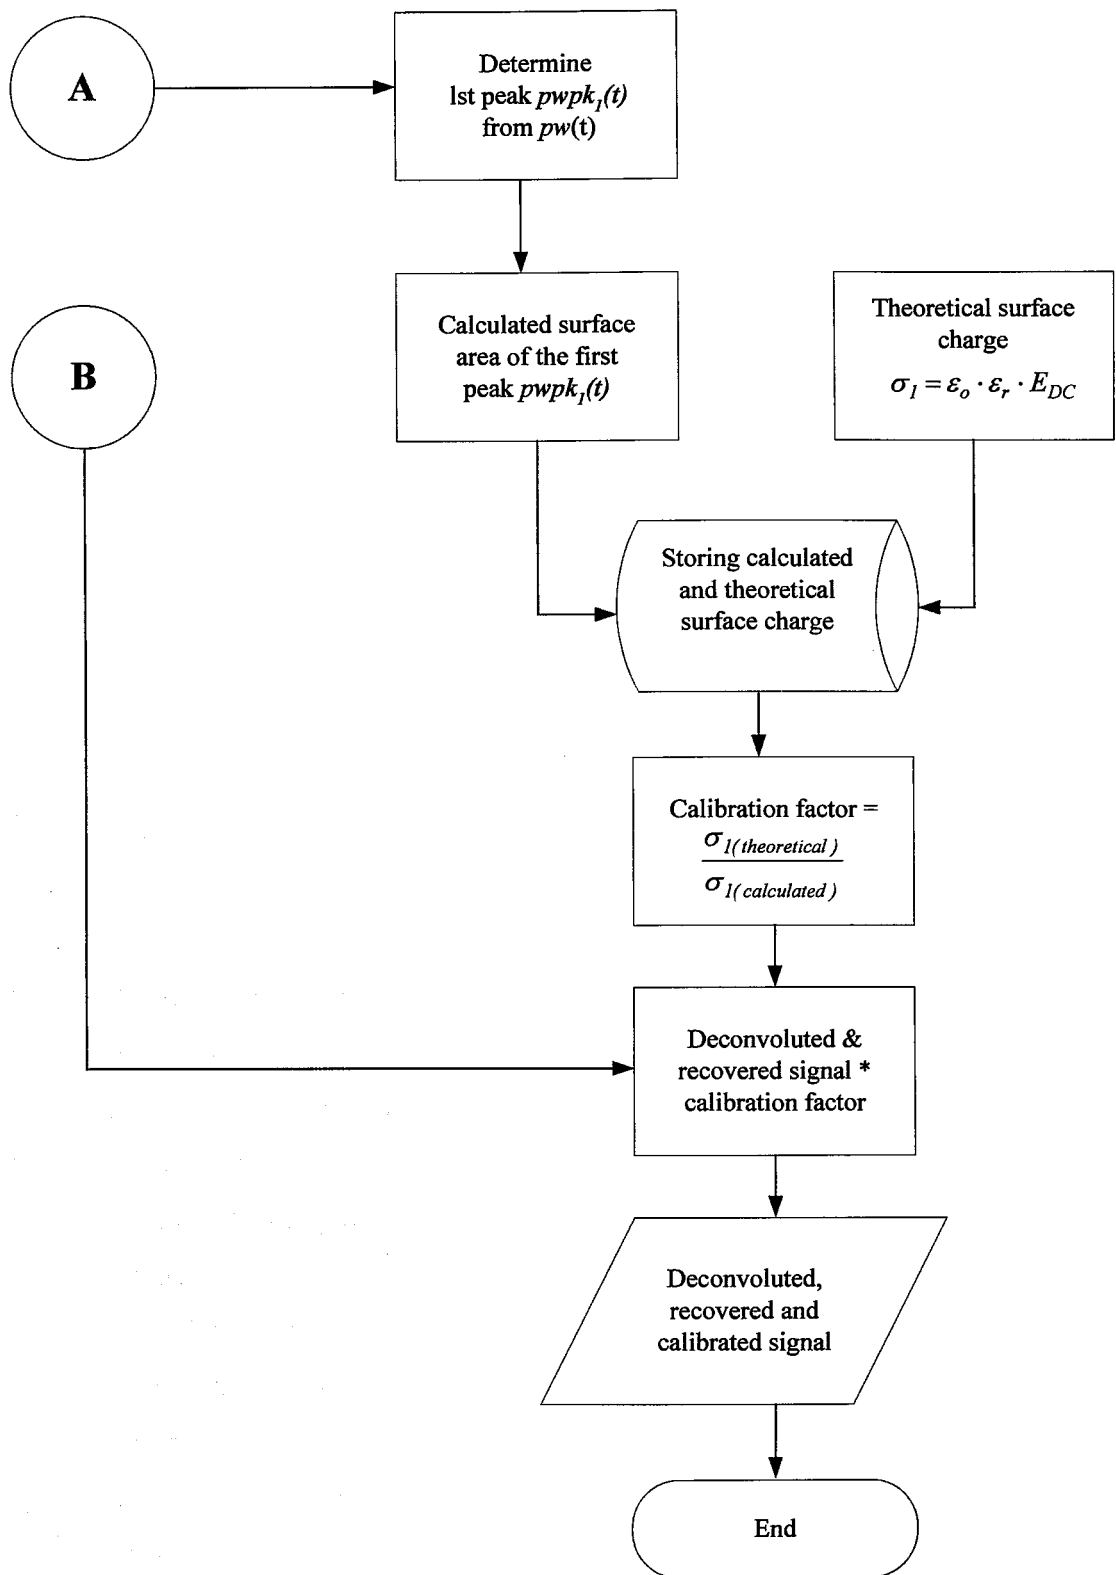 A
Determine
lst peak pwpk₁(t)
from pw(t)
B
Calculated surface
area of the first
peak pwpk₁(t)
Theoretical surface
charge
σ₁ = ε₀ · εᵣ · E_DC
Storing calculated
and theoretical
surface charge
Calibration factor =
σ₁(theoretical)
σ₁(calculated)
Deconvoluted &
recovered signal *
calibration factor
Deconvoluted,
recovered and
calibrated signal
End